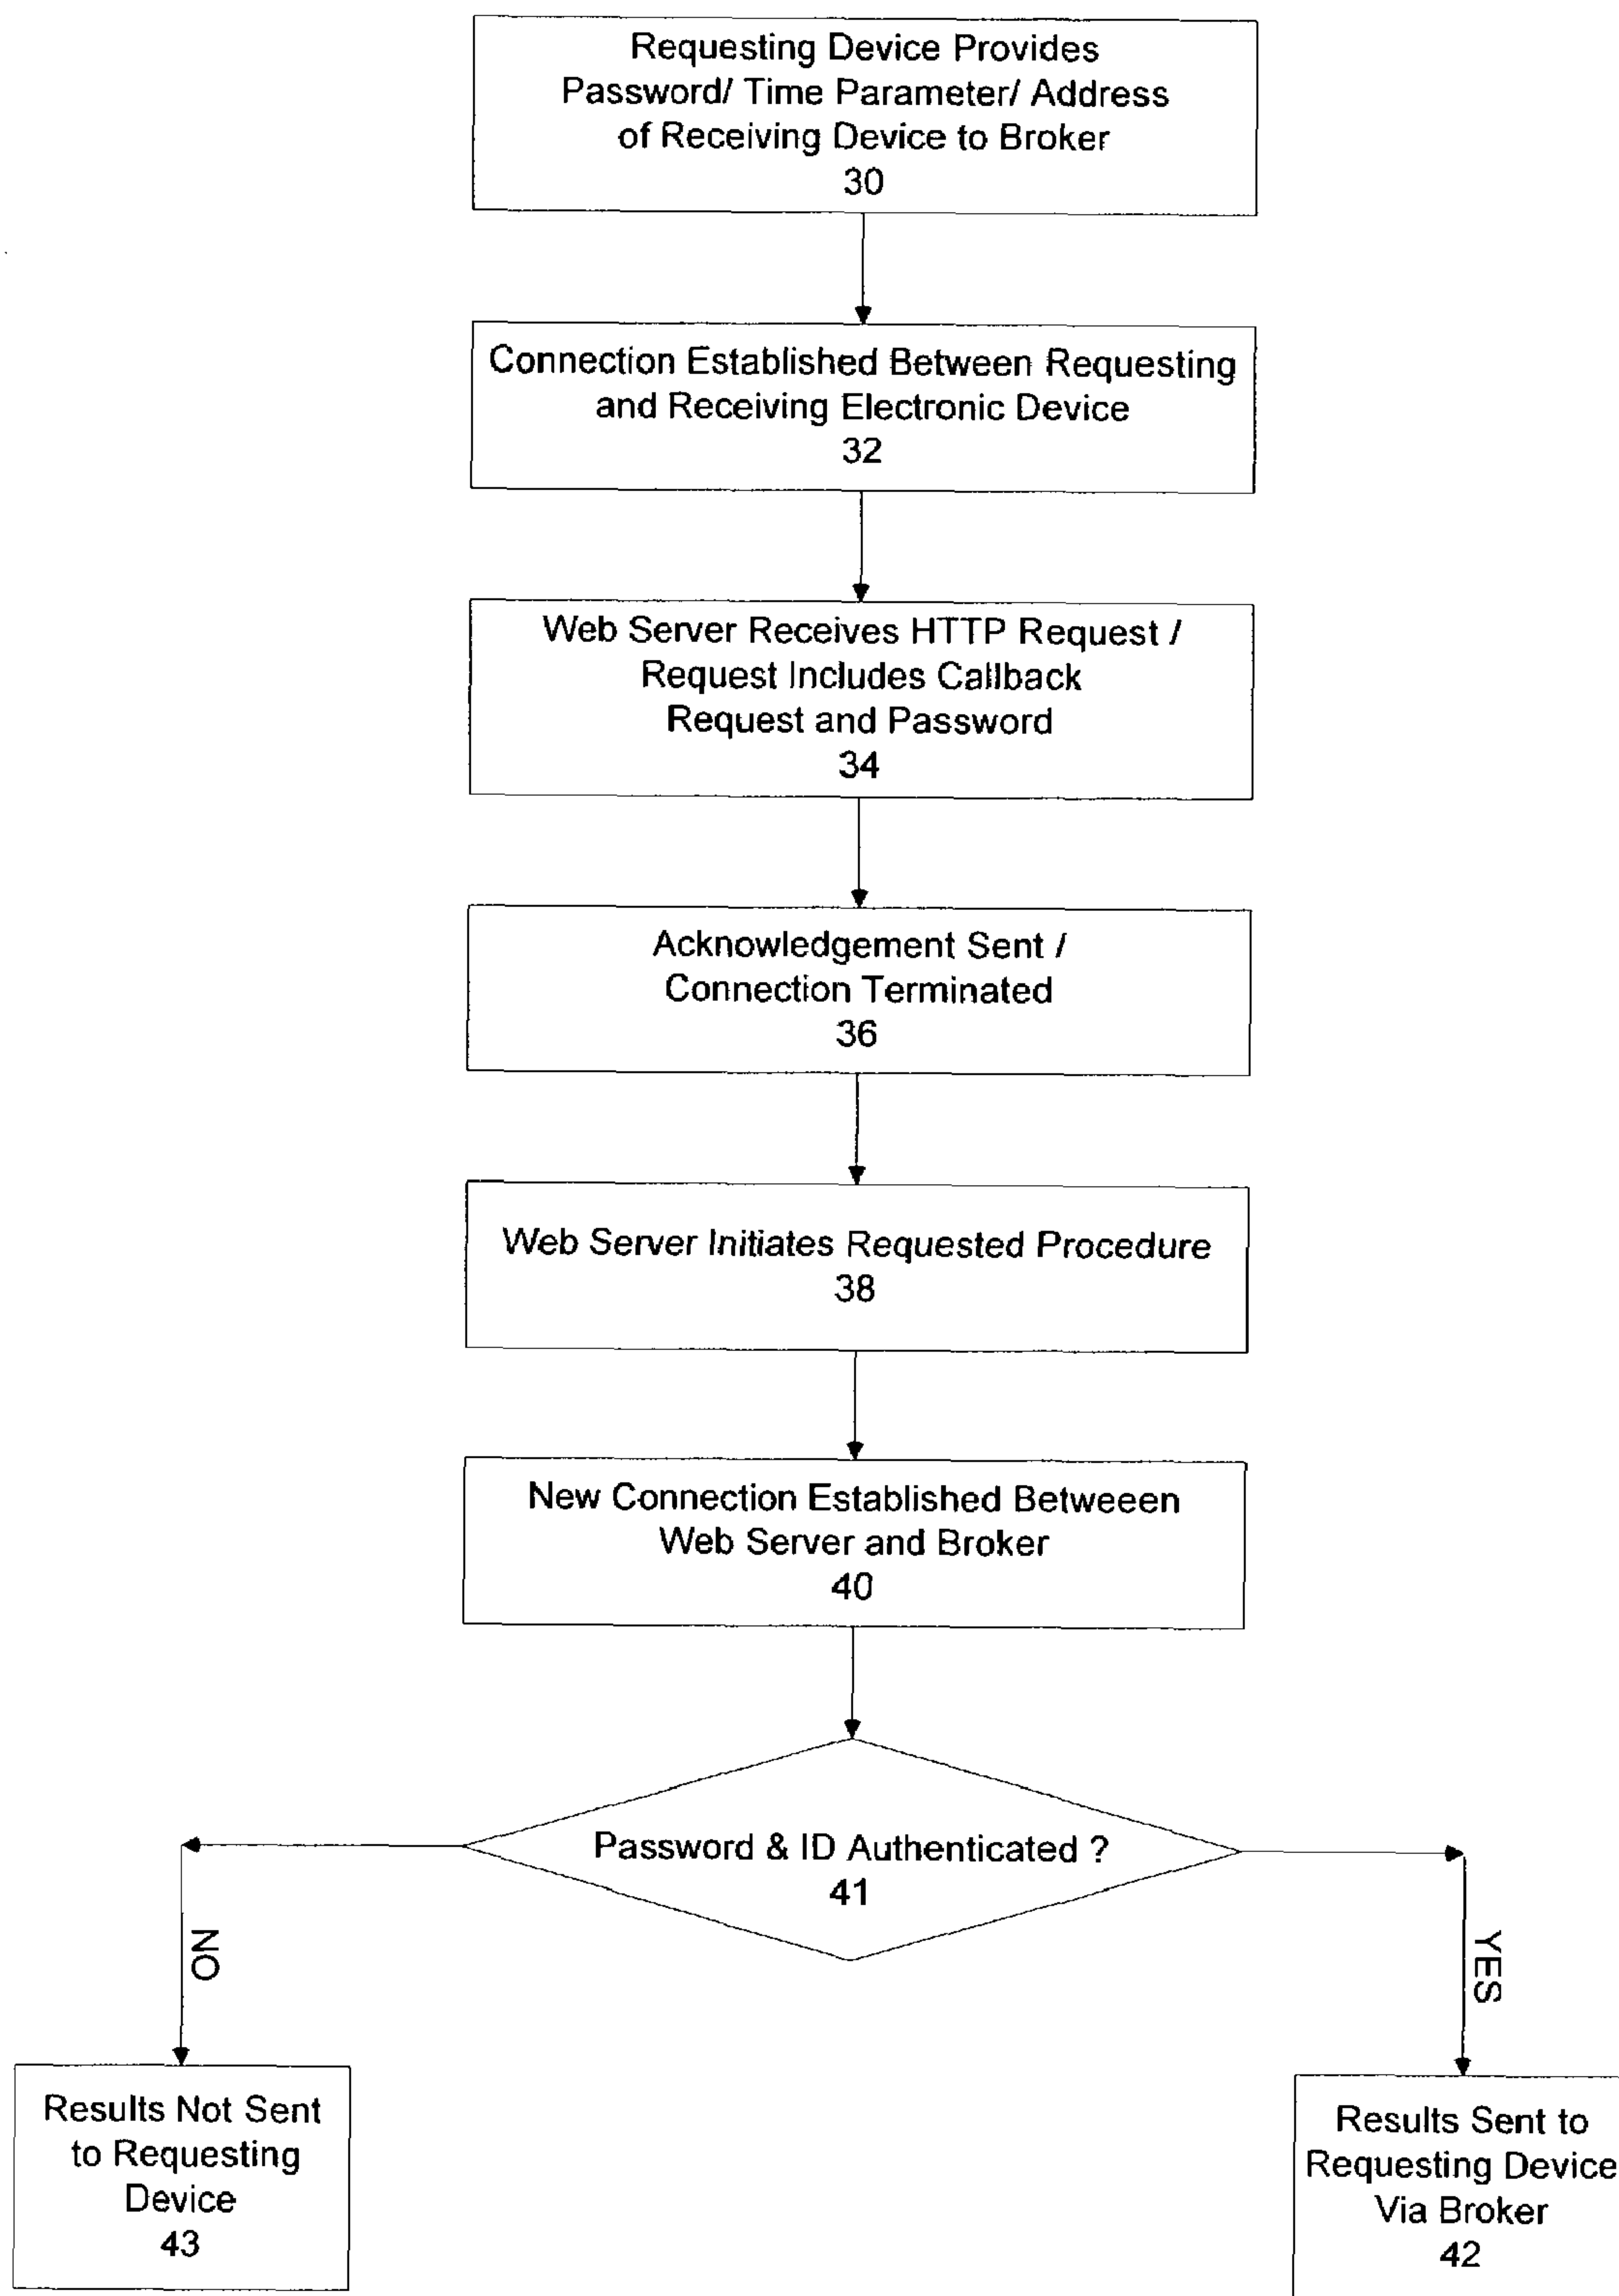 Requesting Device Provides
Password/ Time Parameter/ Address
of Receiving Device to Broker
30
Connection Established Between Requesting
and Receiving Electronic Device
32
Web Server Receives HTTP Request /
Request Includes Callback
Request and Password
34
Acknowledgement Sent /
Connection Terminated
36
Web Server Initiates Requested Procedure
38
New Connection Established Betweeen
Web Server and Broker
40
Password & ID Authenticated ?
41
NO
YES
Results Not Sent
to Requesting
Device
43
Results Sent to
Requesting Device
Via Broker
42